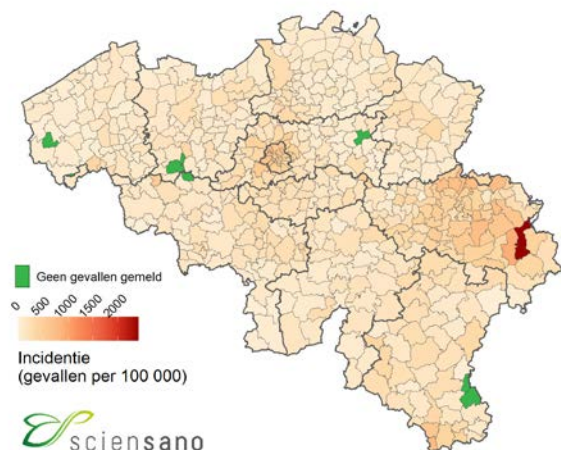 Geen gevallen gemeld
0 500 1000 1500 2000
Incidentie
(gevallen per 100 000)
sciensano